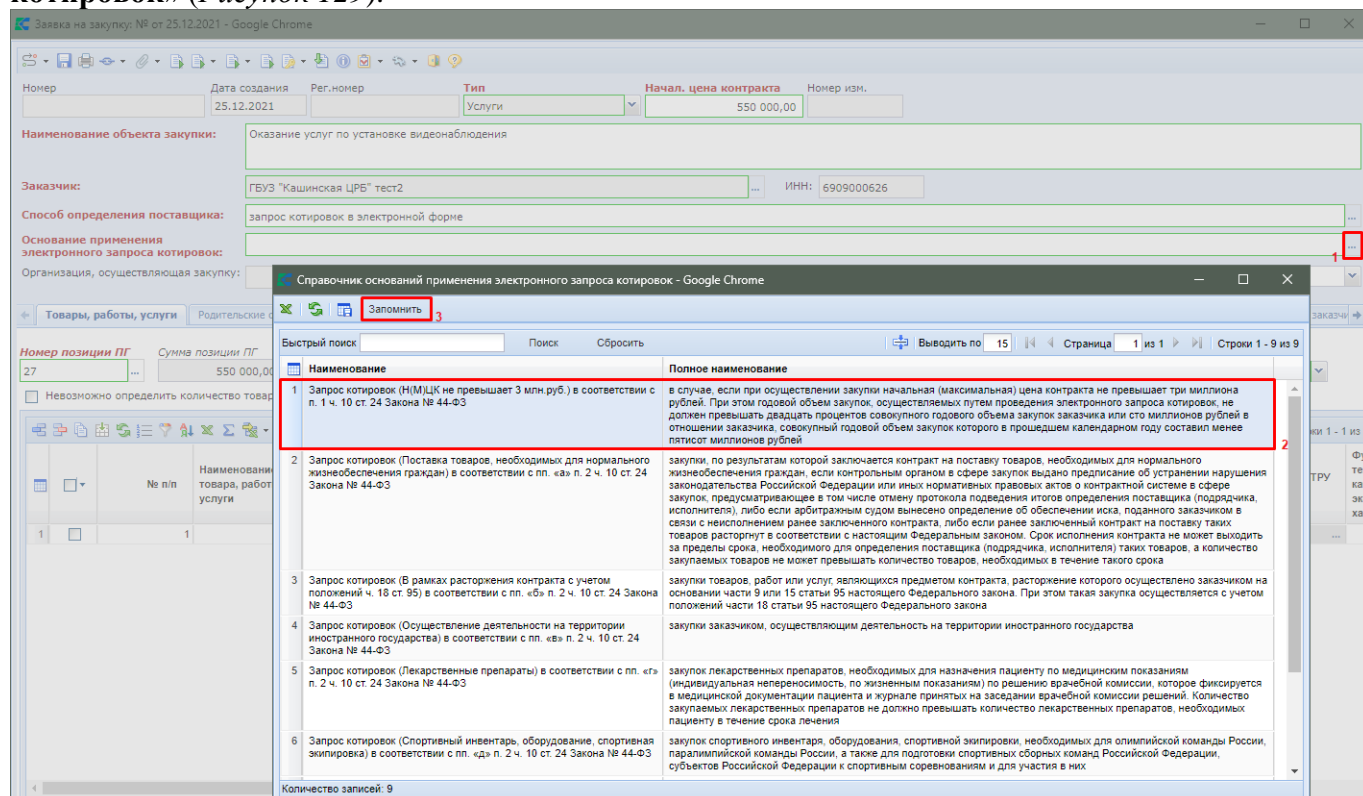 котировок» (Рисунок 129).
Заявка на закупку: № от 25.12.2021 - Google Chrome
Номер Дата создания Рег.номер Тип Начал. цена контракта Номер изм.
25.12.2021 Услуги 550 000,00
Наименование объекта закупки: Оказание услуг по установке видеонаблюдения
Заказчик: ГБУЗ "Кашинская ЦРБ" тест2 ... ИНН: 6909000626
Способ определения поставщика: запрос котировок в электронной форме ...
Основание применения
электронного запроса котировок: ...
1
Организация, осуществляющая закупку:
Справочник оснований применения электронного запроса котировок - Google Chrome
Товары, работы, услуги Родительские
Запомнить 3
Номер позиции ПГ Сумма позиции ПГ
27 ... 550 000,00
Невозможно определить количество товар
Наименование
товара, работ
услуги
№ п/п
1 1
ТРУ
Быстрый поиск Поиск Сбросить Выводить по 15 Страница 1 из 1 Строки 1 - 9 из 9
Наименование Полное наименование
1 Запрос котировок (Н(М)ЦК не превышает 3 млн.руб.) в соответствии с
п. 1 ч. 10 ст. 24 Закона № 44-ФЗ
в случае, если при осуществлении закупки начальная (максимальная) цена контракта не превышает три миллиона
рублей. При этом годовой объем закупок, осуществляемых путем проведения электронного запроса котировок, не
должен превышать двадцать процентов совокупного годового объема закупок заказчика или сто миллионов рублей в
отношении заказчика, совокупный годовой объем закупок которого в прошедшем календарном году составил менее
пятисот миллионов рублей
2
2 Запрос котировок (Поставка товаров, необходимых для нормального
жизнеобеспечения граждан) в соответствии с пп. «а» п. 2 ч. 10 ст. 24
Закона № 44-ФЗ
закупки, по результатам которой заключается контракт на поставку товаров, необходимых для нормального
жизнеобеспечения граждан, если контрольным органом в сфере закупок выдано предписание об устранении нарушения
законодательства Российской Федерации или иных нормативных правовых актов о контрактной системе в сфере
закупок, предусматривающее в том числе отмену протокола подведения итогов определения поставщика (подрядчика,
исполнителя), либо если арбитражным судом вынесено определение об обеспечении иска, поданного заказчиком в
связи с неисполнением ранее заключенного контракта, либо если ранее заключенный контракт на поставку таких
товаров расторгнут в соответствии с настоящим Федеральным законом. Срок исполнения контракта не может выходить
за пределы срока, необходимого для определения поставщика (подрядчика, исполнителя) таких товаров, а количество
закупаемых товаров не может превышать количество товаров, необходимых в течение такого срока
3 Запрос котировок (В рамках расторжения контракта с учетом
положений ч. 18 ст. 95) в соответствии с пп. «б» п. 2 ч. 10 ст. 24 Закона
№ 44-ФЗ
закупки товаров, работ или услуг, являющихся предметом контракта, расторжение которого осуществлено заказчиком на
основании части 9 или 15 статьи 95 настоящего Федерального закона. При этом такая закупка осуществляется с учетом
положений части 18 статьи 95 настоящего Федерального закона
4 Запрос котировок (Осуществление деятельности на территории
иностранного государства) в соответствии с пп. «в» п. 2 ч. 10 ст. 24
Закона № 44-ФЗ
закупки заказчиком, осуществляющим деятельность на территории иностранного государства
5 Запрос котировок (Лекарственные препараты) в соответствии с пп. «г»
п. 2 ч. 10 ст. 24 Закона № 44-ФЗ
закупок лекарственных препаратов, необходимых для назначения пациенту по медицинским показаниям
(индивидуальная непереносимость, по жизненным показаниям) по решению врачебной комиссии, которое фиксируется
в медицинской документации пациента и журнале принятых на заседании врачебной комиссии решений. Количество
закупаемых лекарственных препаратов не должно превышать количество лекарственных препаратов, необходимых
пациенту в течение срока лечения
6 Запрос котировок (Спортивный инвентарь, оборудование, спортивная
экипировка) в соответствии с пп. «д» п. 2 ч. 10 ст. 24 Закона № 44-ФЗ
закупок спортивного инвентаря, оборудования, спортивной экипировки, необходимых для олимпийской команды России,
паралимпийской команды России, а также для подготовки спортивных сборных команд Российской Федерации,
субъектов Российской Федерации к спортивным соревнованиям и для участия в них
Количество записей: 9